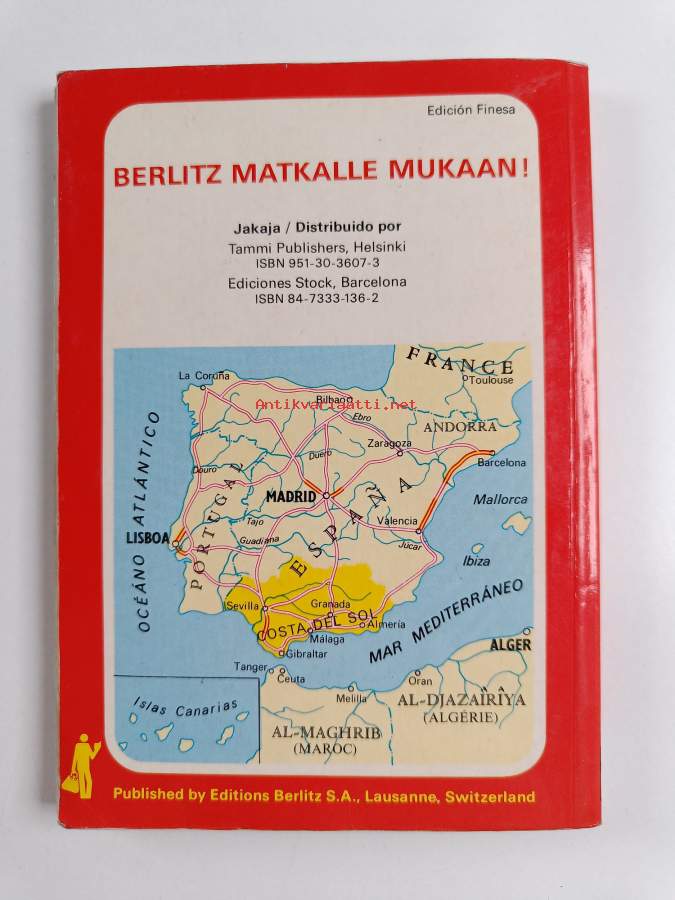 Edición Finesa
BERLITZ MATKALLE MUKAAN!
Jakaja / Distribuido por
Tammi Publishers, Helsinki
ISBN 951-30-3607-3
Ediciones Stock, Barcelona
ISBN 84-7333-136-2
FRANCE
Toulouse
La Coruña
Bilbao
Antikvariaatti.net
Ebro
ANDORRA
Zaragoza
Duero
Barcelona
Douro
OCÉANO ATLÁNTICO
PORTUGAL
MADRID
ESPAÑA
Mallorca
Tajo
Valencia
LISBOA
Guadiana
Júcar
Ibiza
Sevilla
Granada
COSTA DEL SOL
Almería
Málaga
MAR MEDITERRÁNEO
Gibraltar
ALGER
Tanger
Ceuta
Oran
Melilla
AL-DJAZAÎRÎYA
(ALGÉRIE)
Islas Canarias
AL-MAGHRIB
(MAROC)
Published by Editions Berlitz S.A., Lausanne, Switzerland